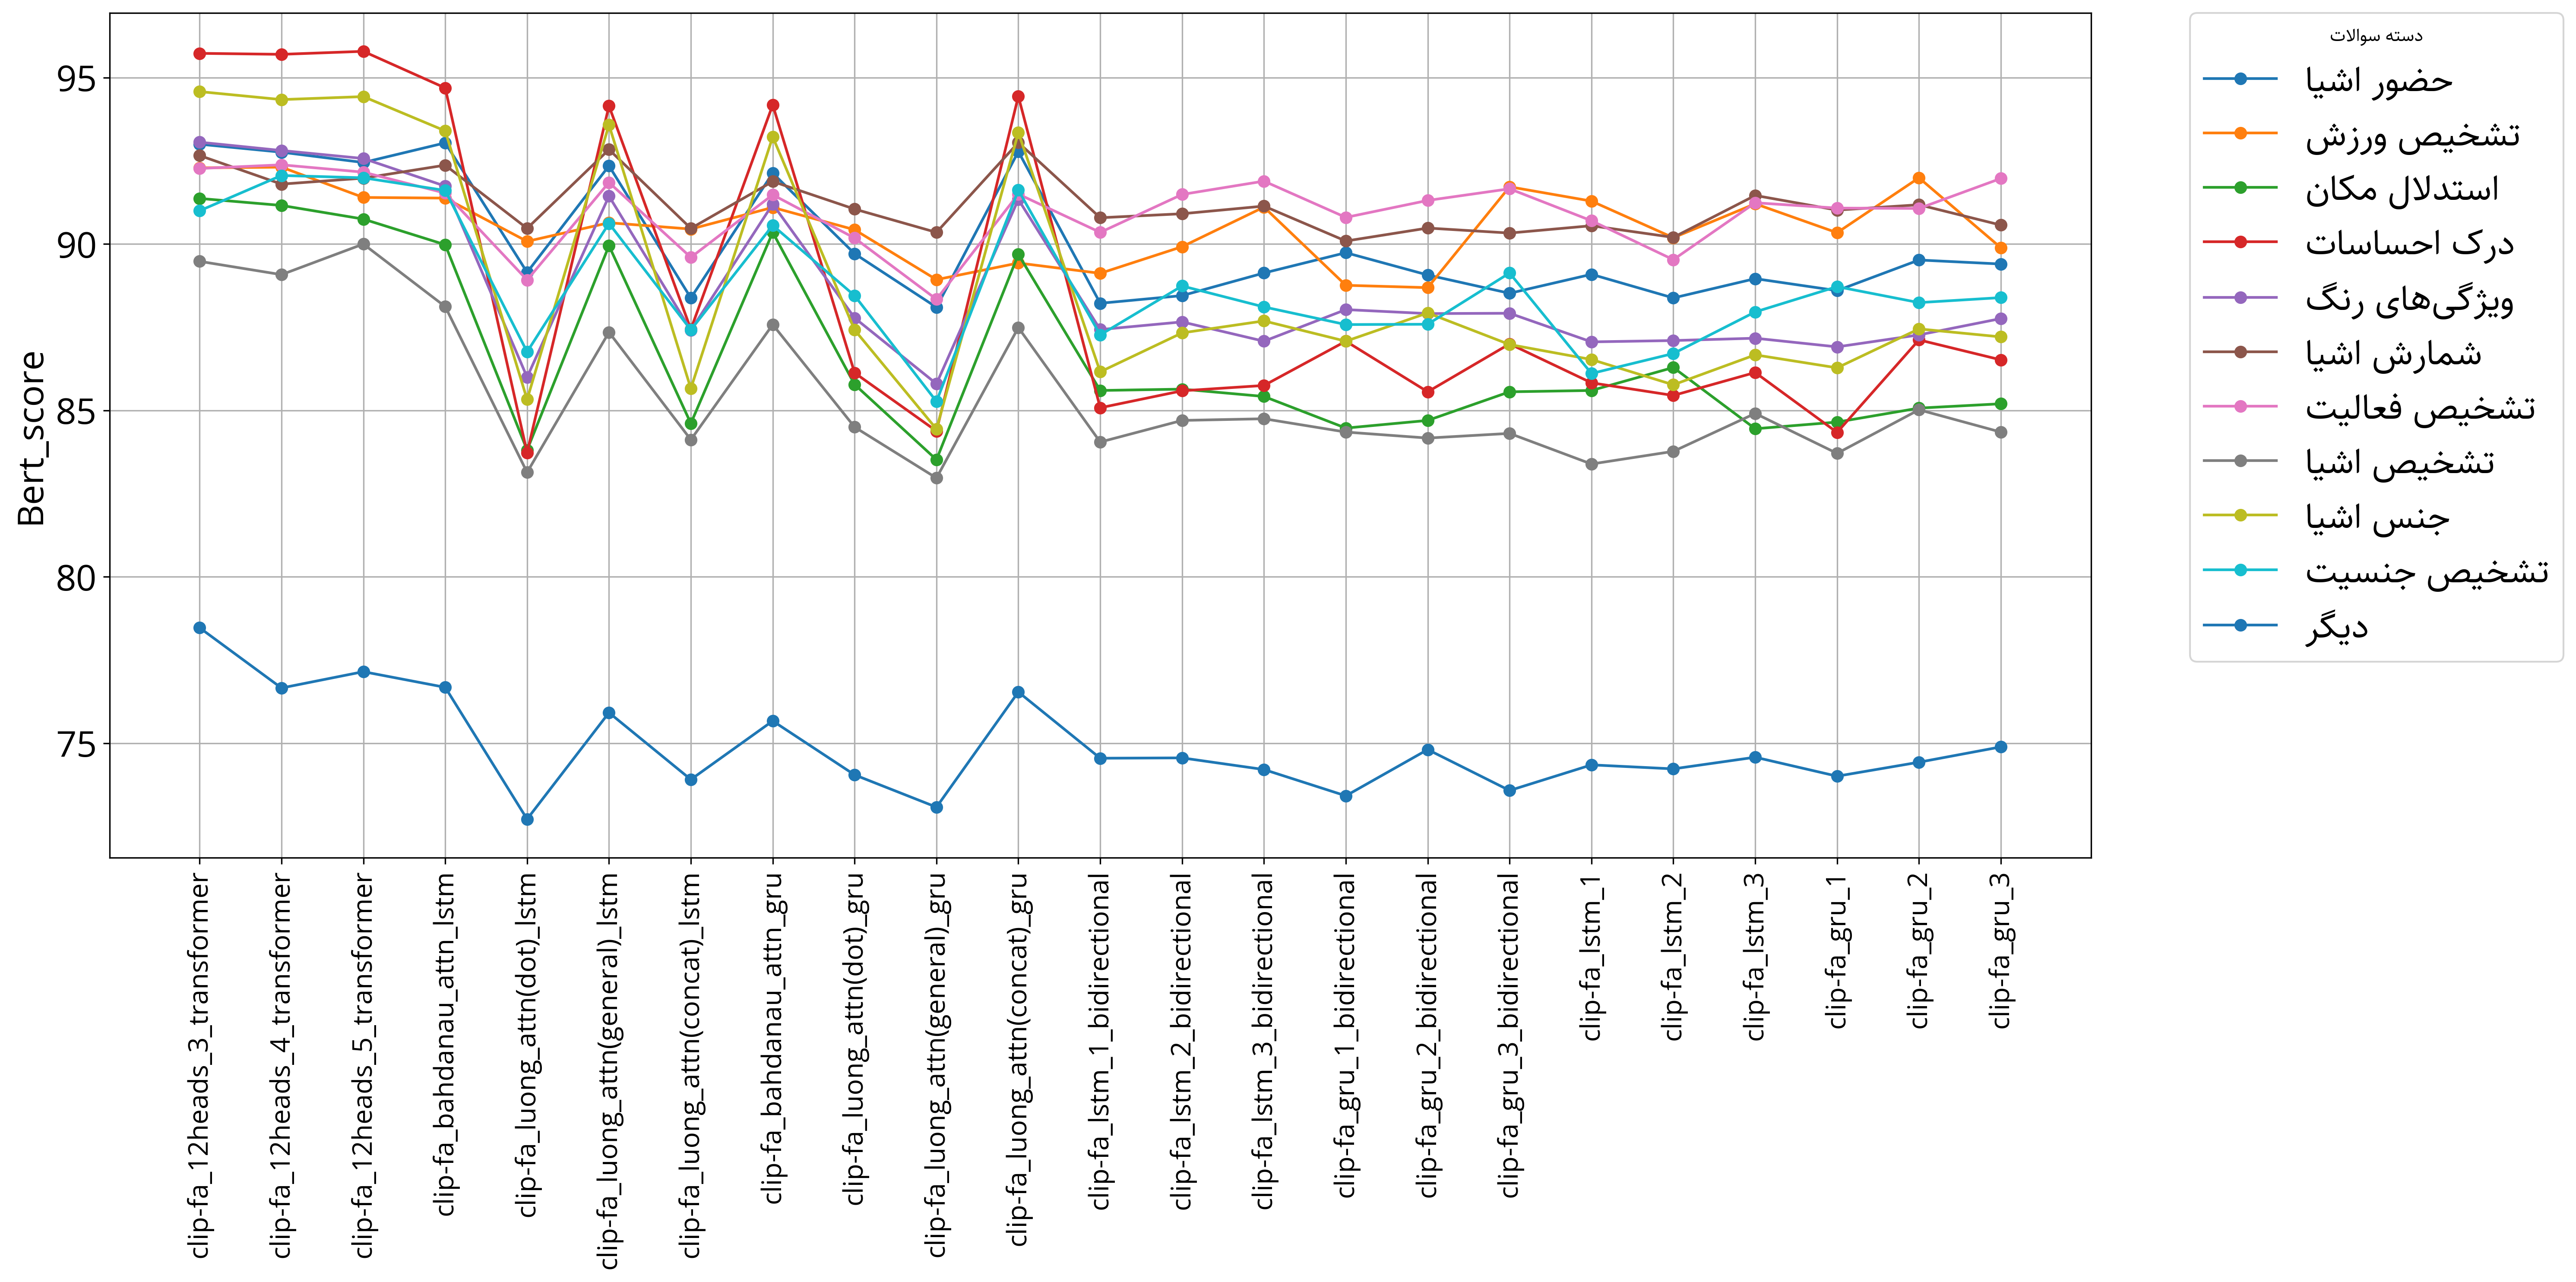 Bert_score
95
90
85
80
75
clip-fa_12heads_3_transformer
clip-fa_12heads_4_transformer
clip-fa_12heads_5_transformer
clip-fa_bahdanau_attn_lstm
clip-fa_luong_attn(dot)_lstm
clip-fa_luong_attn(general)_lstm
clip-fa_luong_attn(concat)_lstm
clip-fa_bahdanau_attn_gru
clip-fa_luong_attn(dot)_gru
clip-fa_luong_attn(general)_gru
clip-fa_luong_attn(concat)_gru
clip-fa_lstm_1_bidirectional
clip-fa_lstm_2_bidirectional
clip-fa_lstm_3_bidirectional
clip-fa_gru_1_bidirectional
clip-fa_gru_2_bidirectional
clip-fa_gru_3_bidirectional
clip-fa_lstm_1
clip-fa_lstm_2
clip-fa_lstm_3
clip-fa_gru_1
clip-fa_gru_2
clip-fa_gru_3
دسته سوالات
حضور اشیا
تشخیص ورزش
استدلال مکان
درک احساسات
ویژگی‌های رنگ
شمارش اشیا
تشخیص فعالیت
تشخیص اشیا
جنس اشیا
تشخیص جنسیت
دیگر